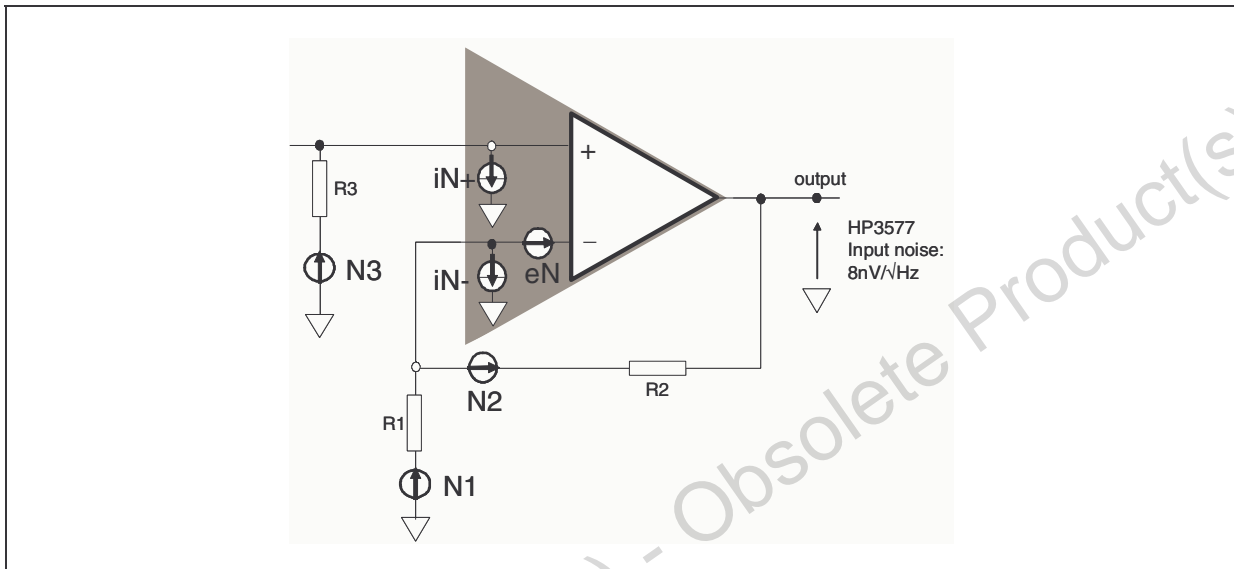 +
iN+
R3
output
HP3577
Input noise:
8nV/√Hz
−
N3
iN-
eN
N2
R2
R1
N1
) - Obsolete Product(s